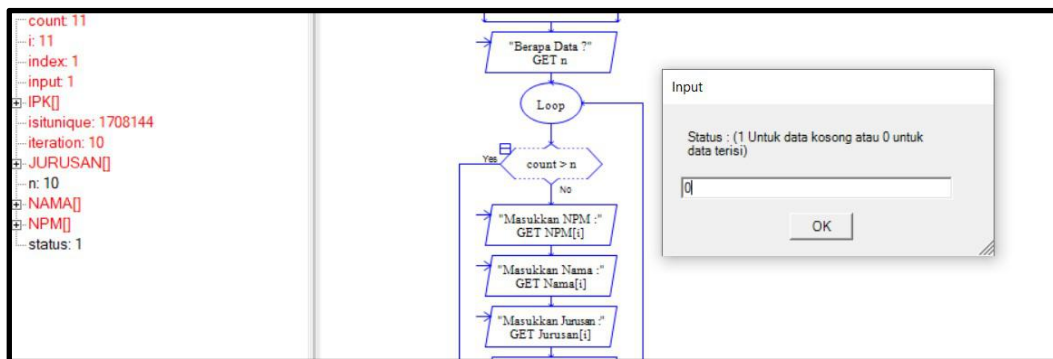 count: 11
i: 11
index: 1
input: 1
IPK[]
isitunique: 1708144
iteration: 10
JURUSAN[]
n: 10
NAMA[]
NPM[]
status: 1
"Berapa Data ?"
GET n
Loop
Yes
count > n
No
"Masukkan NPM :"
GET NPM[i]
"Masukkan Nama :"
GET Nama[i]
"Masukkan Jurusan :"
GET Jurusan[i]
Input
Status : (1 Untuk data kosong atau 0 untuk
data terisi)
0
OK